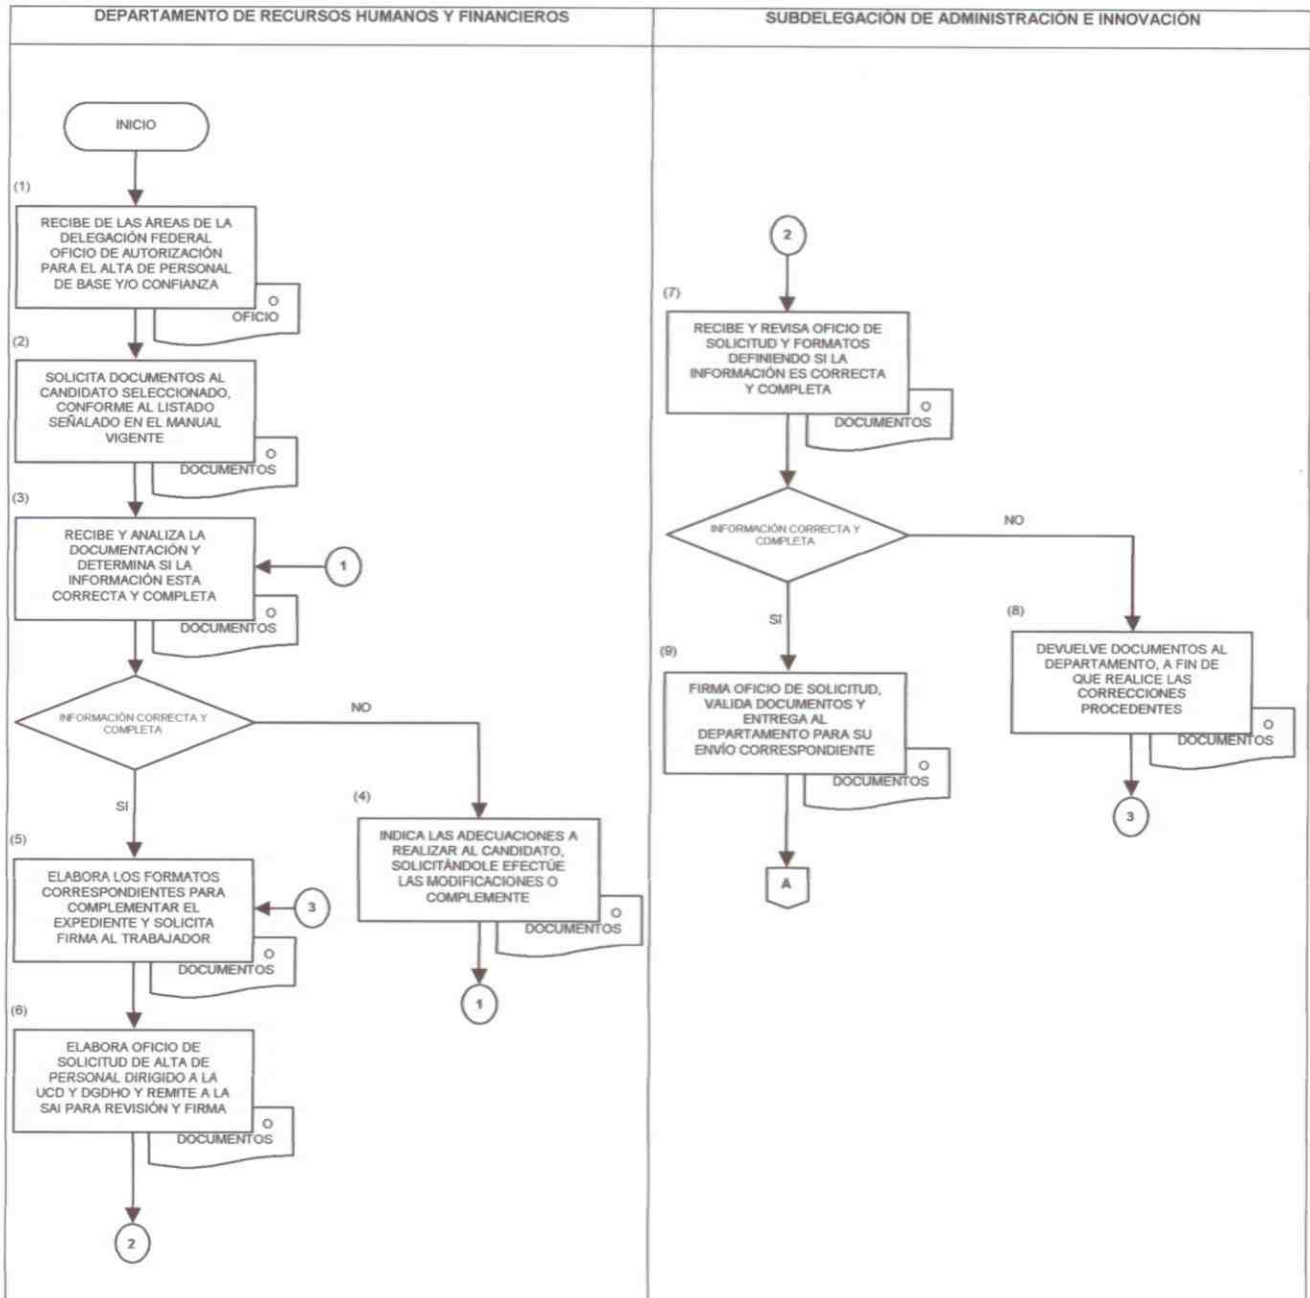 DEPARTAMENTO DE RECURSOS HUMANOS Y FINANCIEROS
INICIO
(1)
RECIBE DE LAS ÁREAS DE LA
DELEGACIÓN FEDERAL
OFICIO DE AUTORIZACIÓN
PARA EL ALTA DE PERSONAL
DE BASE Y/O CONFIANZA
O
OFICIO
(2)
SOLICITA DOCUMENTOS AL
CANDIDATO SELECCIONADO,
CONFORME AL LISTADO
SEÑALADO EN EL MANUAL
VIGENTE
O
DOCUMENTOS
(3)
RECIBE Y ANALIZA LA
DOCUMENTACIÓN Y
DETERMINA SI LA
INFORMACIÓN ESTA
CORRECTA Y COMPLETA
1
O
DOCUMENTOS
INFORMACIÓN CORRECTA Y
COMPLETA
NO
SI
(4)
INDICA LAS ADECUACIONES A
REALIZAR AL CANDIDATO,
SOLICITÁNDOLE EFECTÚE
LAS MODIFICACIONES O
COMPLEMENTE
O
DOCUMENTOS
1
(5)
ELABORA LOS FORMATOS
CORRESPONDIENTES PARA
COMPLEMENTAR EL
EXPEDIENTE Y SOLICITA
FIRMA AL TRABAJADOR
3
O
DOCUMENTOS
(6)
ELABORA OFICIO DE
SOLICITUD DE ALTA DE
PERSONAL DIRIGIDO A LA
UCD Y DGDHO Y REMITE A LA
SAI PARA REVISIÓN Y FIRMA
O
DOCUMENTOS
2
SUBDELEGACIÓN DE ADMINISTRACIÓN E INNOVACIÓN
2
(7)
RECIBE Y REVISA OFICIO DE
SOLICITUD Y FORMATOS
DEFINIENDO SI LA
INFORMACIÓN ES CORRECTA
Y COMPLETA
O
DOCUMENTOS
INFORMACIÓN CORRECTA Y
COMPLETA
NO
SI
(8)
DEVUELVE DOCUMENTOS AL
DEPARTAMENTO, A FIN DE
QUE REALICE LAS
CORRECCIONES
PROCEDENTES
O
DOCUMENTOS
3
(9)
FIRMA OFICIO DE SOLICITUD,
VALIDA DOCUMENTOS Y
ENTREGA AL
DEPARTAMENTO PARA SU
ENVÍO CORRESPONDIENTE
O
DOCUMENTOS
A